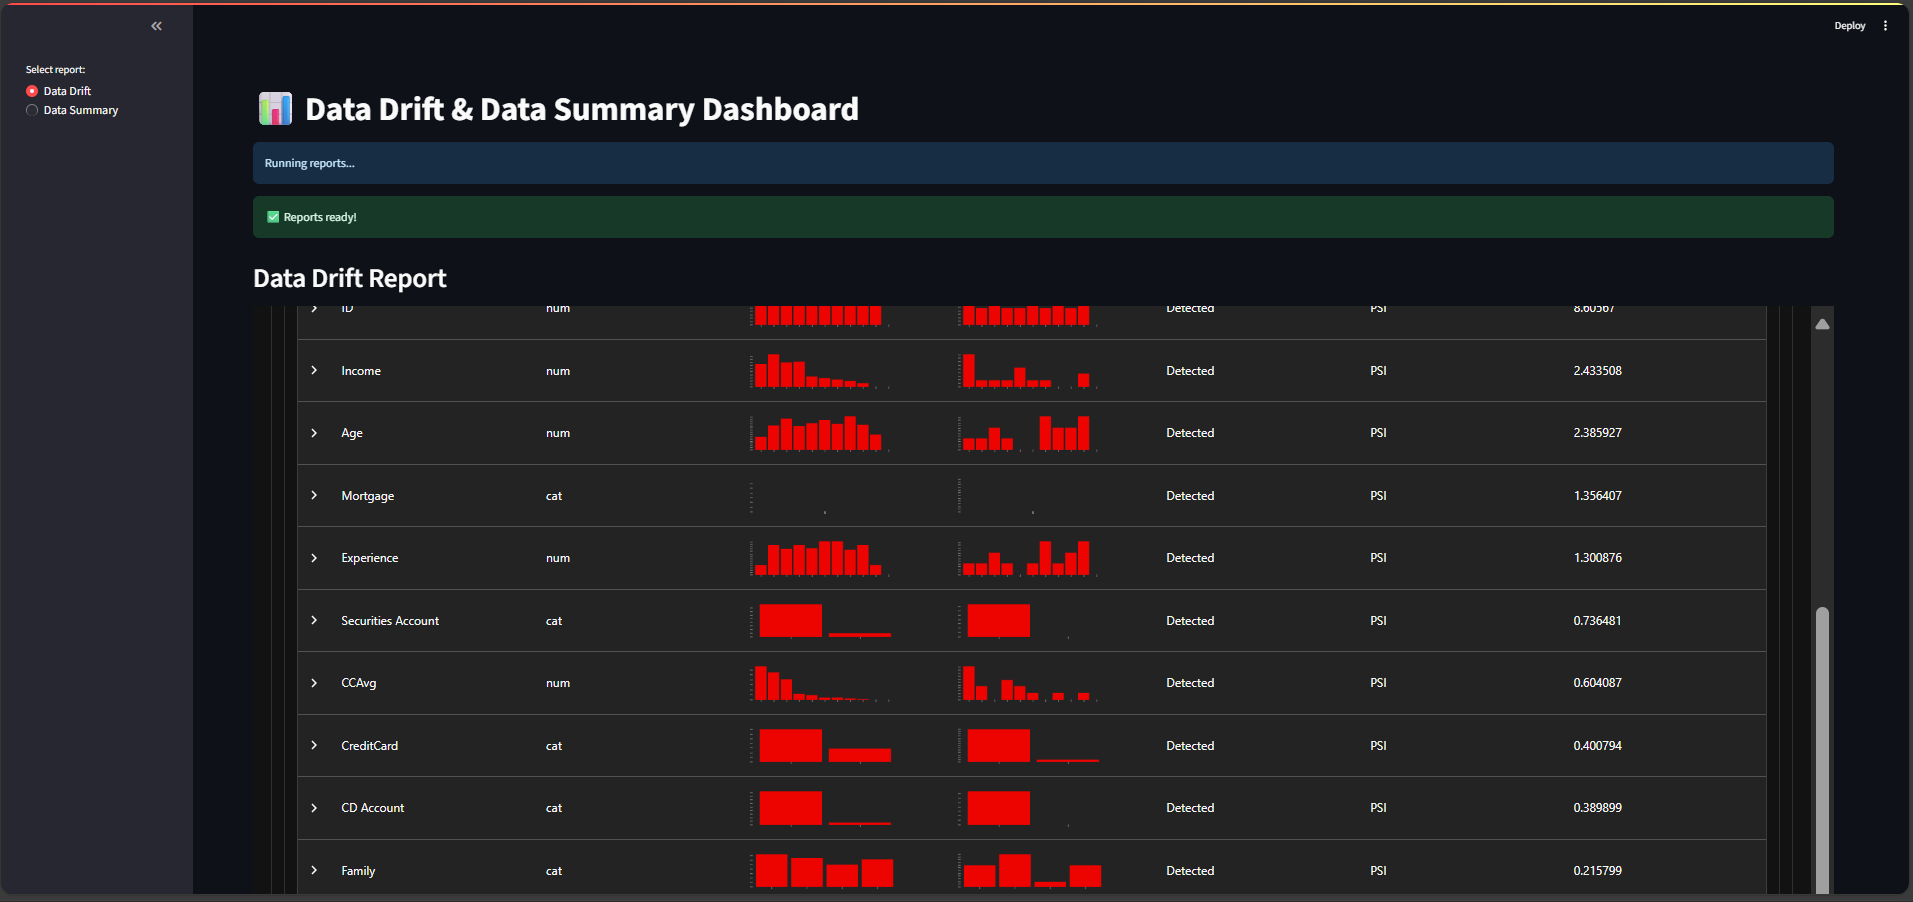 Deploy
Select report:
Data Drift
Data Summary
Data Drift & Data Summary Dashboard
Running reports...
Reports ready!
Data Drift Report
ID num Detected PSI 8.60567
Income num Detected PSI 2.433508
Age num Detected PSI 2.385927
Mortgage cat Detected PSI 1.356407
Experience num Detected PSI 1.300876
Securities Account cat Detected PSI 0.736481
CCAvg num Detected PSI 0.604087
CreditCard cat Detected PSI 0.400794
CD Account cat Detected PSI 0.389899
Family cat Detected PSI 0.215799